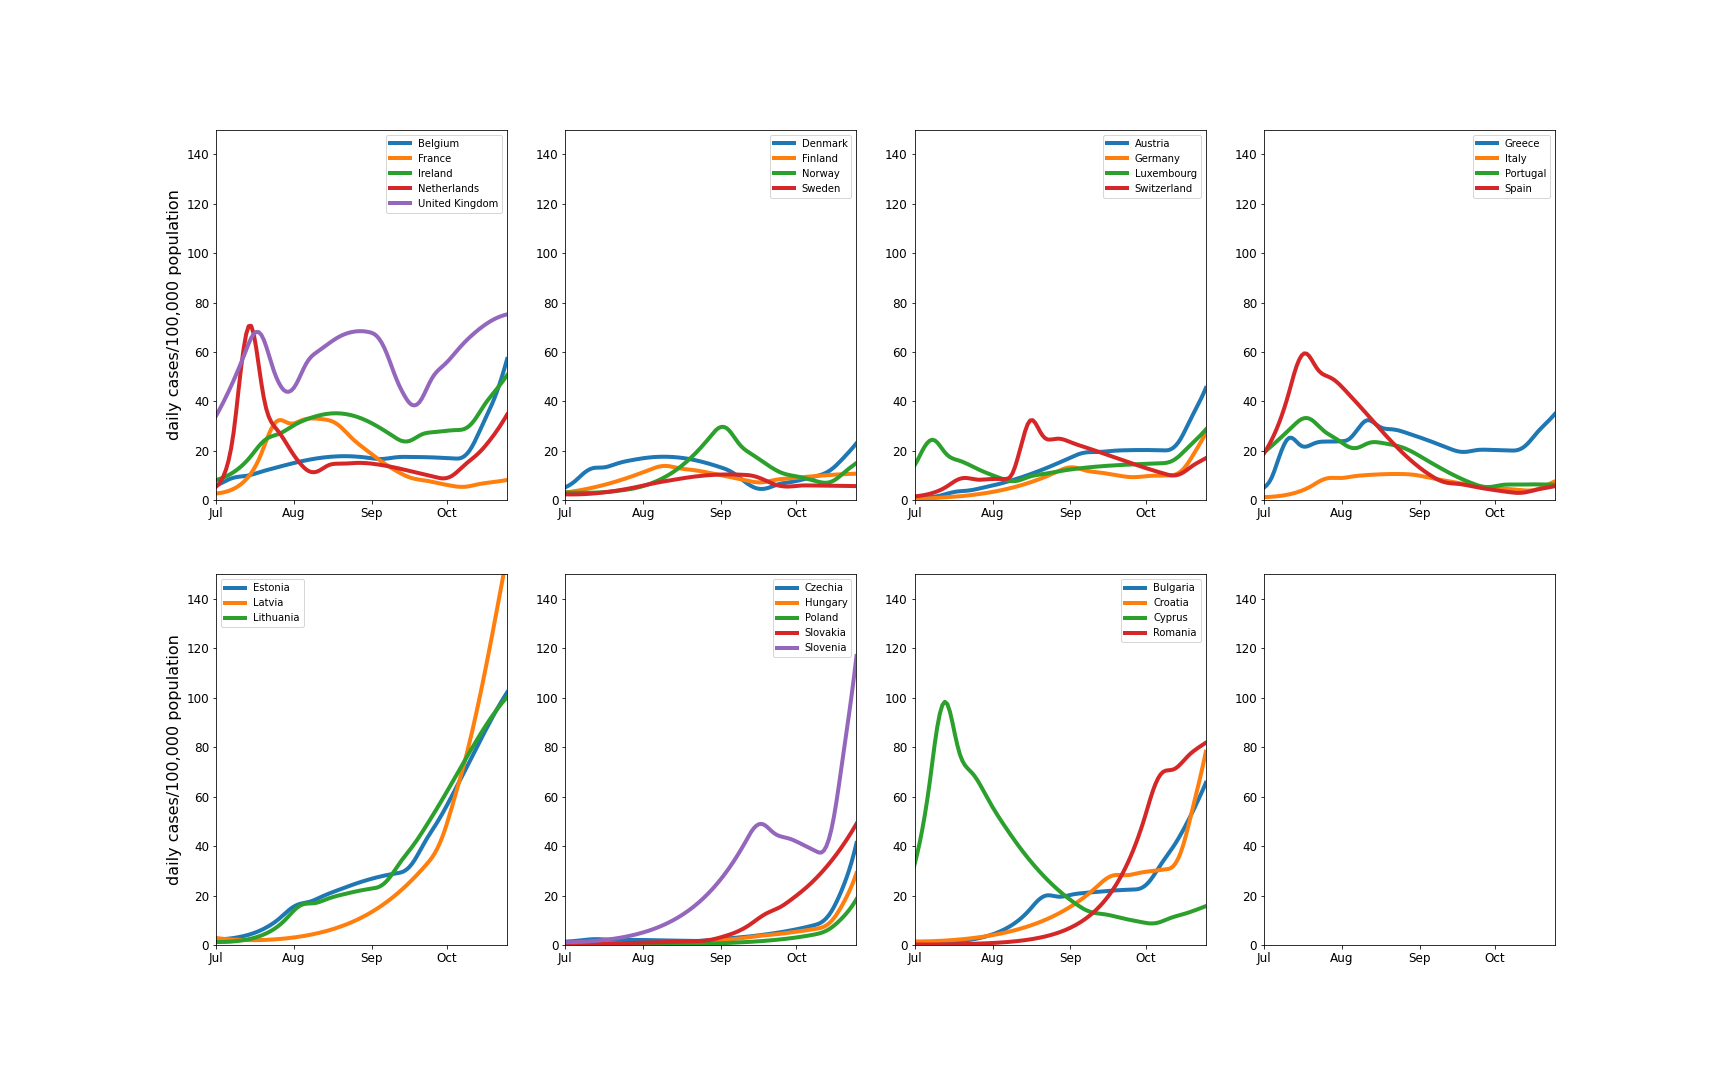 daily cases/100,000 population
140
120
100
80
60
40
20
0
Jul Aug Sep Oct
Belgium
France
Ireland
Netherlands
United Kingdom
140
120
100
80
60
40
20
0
Jul Aug Sep Oct
Denmark
Finland
Norway
Sweden
140
120
100
80
60
40
20
0
Jul Aug Sep Oct
Austria
Germany
Luxembourg
Switzerland
140
120
100
80
60
40
20
0
Jul Aug Sep Oct
Greece
Italy
Portugal
Spain
daily cases/100,000 population
140
120
100
80
60
40
20
0
Jul Aug Sep Oct
Estonia
Latvia
Lithuania
140
120
100
80
60
40
20
0
Jul Aug Sep Oct
Czechia
Hungary
Poland
Slovakia
Slovenia
140
120
100
80
60
40
20
0
Jul Aug Sep Oct
Bulgaria
Croatia
Cyprus
Romania
140
120
100
80
60
40
20
0
Jul Aug Sep Oct